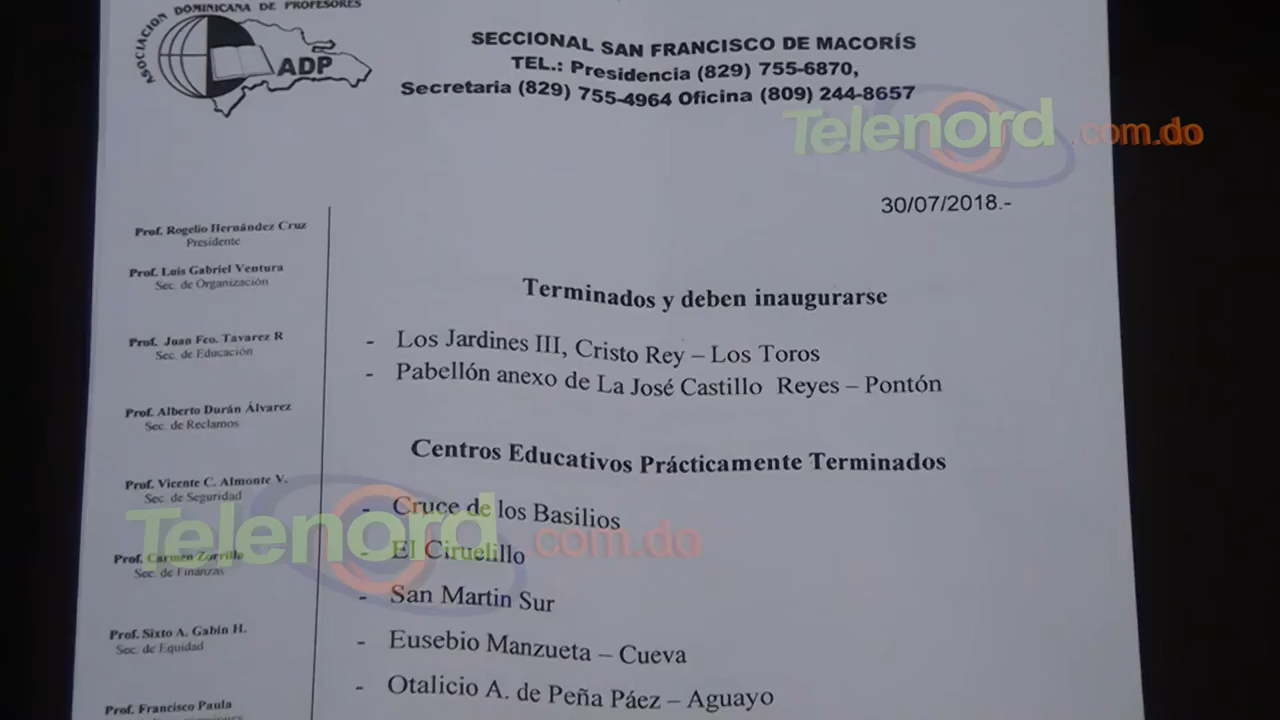 ASOCIACION DOMINICANA DE PROFESORES
ADP
SECCIONAL SAN FRANCISCO DE MACORÍS
TEL.: Presidencia (829) 755-6870,
Secretaria (829) 755-4964 Oficina (809) 244-8657
Telenord.com.do
30/07/2018.-
Prof. Rogelio Hernández Cruz
Presidente
Prof. Luis Gabriel Ventura
Sec. de Organización
Prof. Juan Fco. Tavarez R
Sec. de Educación
Prof. Alberto Durán Álvarez
Sec. de Reclamos
Prof. Vicente C. Almonte V.
Sec. de Seguridad
Prof. Carmen Zorrillo
Sec. de Finanzas
Prof. Sixto A. Gabín H.
Sec. de Equidad
Prof. Francisco Paula
Terminados y deben inaugurarse
- Los Jardines III, Cristo Rey – Los Toros
- Pabellón anexo de La José Castillo Reyes – Pontón
Centros Educativos Prácticamente Terminados
- Cruce de los Basilios
- El Ciruelillo
- San Martin Sur
- Eusebio Manzueta – Cueva
- Otalicio A. de Peña Páez – Aguayo
Telenord.com.do